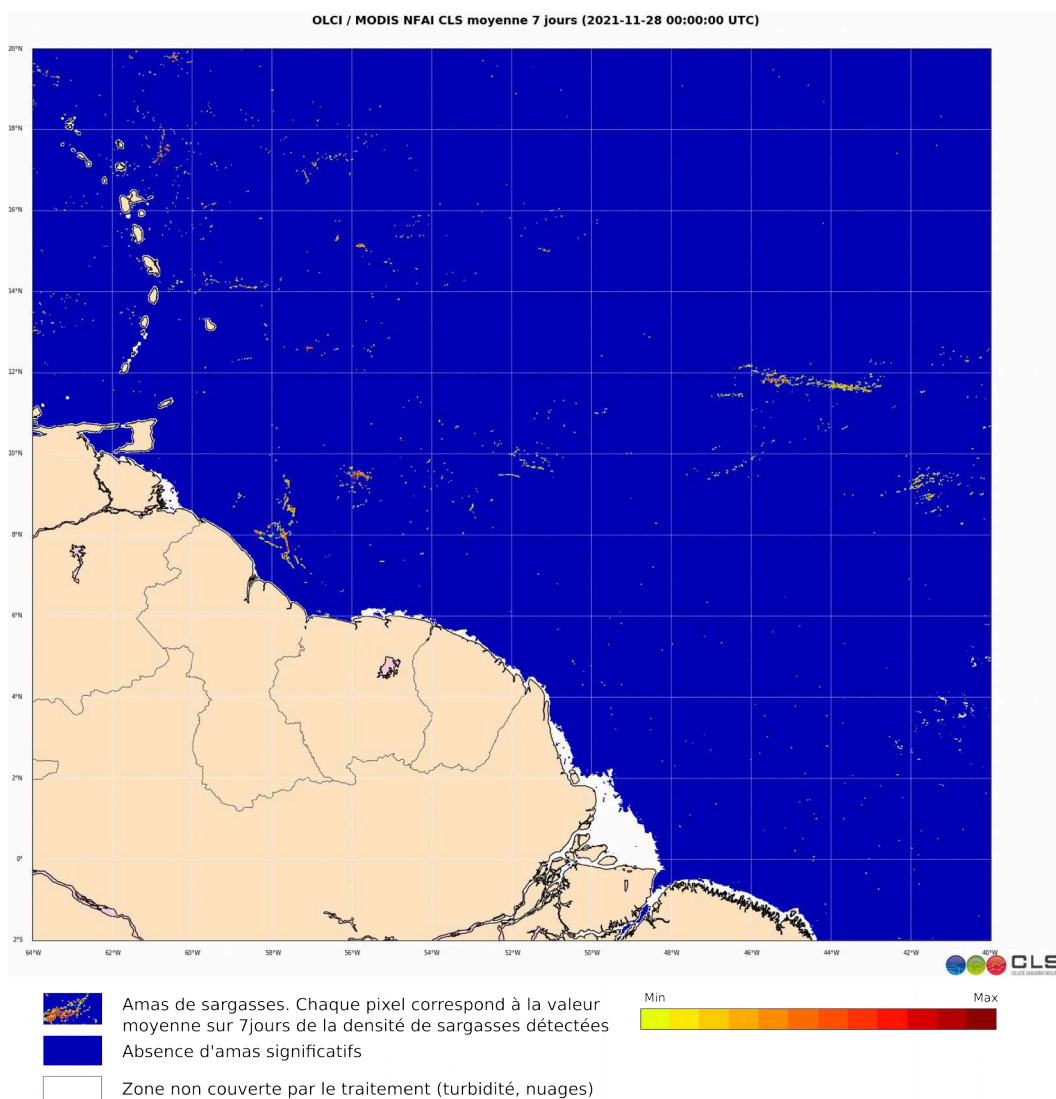 OLCI / MODIS NFAI CLS moyenne 7 jours (2021-11-28 00:00:00 UTC)
20°N
18°N
16°N
14°N
12°N
10°N
8°N
6°N
4°N
2°N
0°
2°S
64°W 62°W 60°W 58°W 56°W 54°W 52°W 50°W 48°W 46°W 44°W 42°W 40°W
CLS
Amas de sargasses. Chaque pixel correspond à la valeur
moyenne sur 7jours de la densité de sargasses détectées
Min Max
Absence d'amas significatifs
Zone non couverte par le traitement (turbidité, nuages)